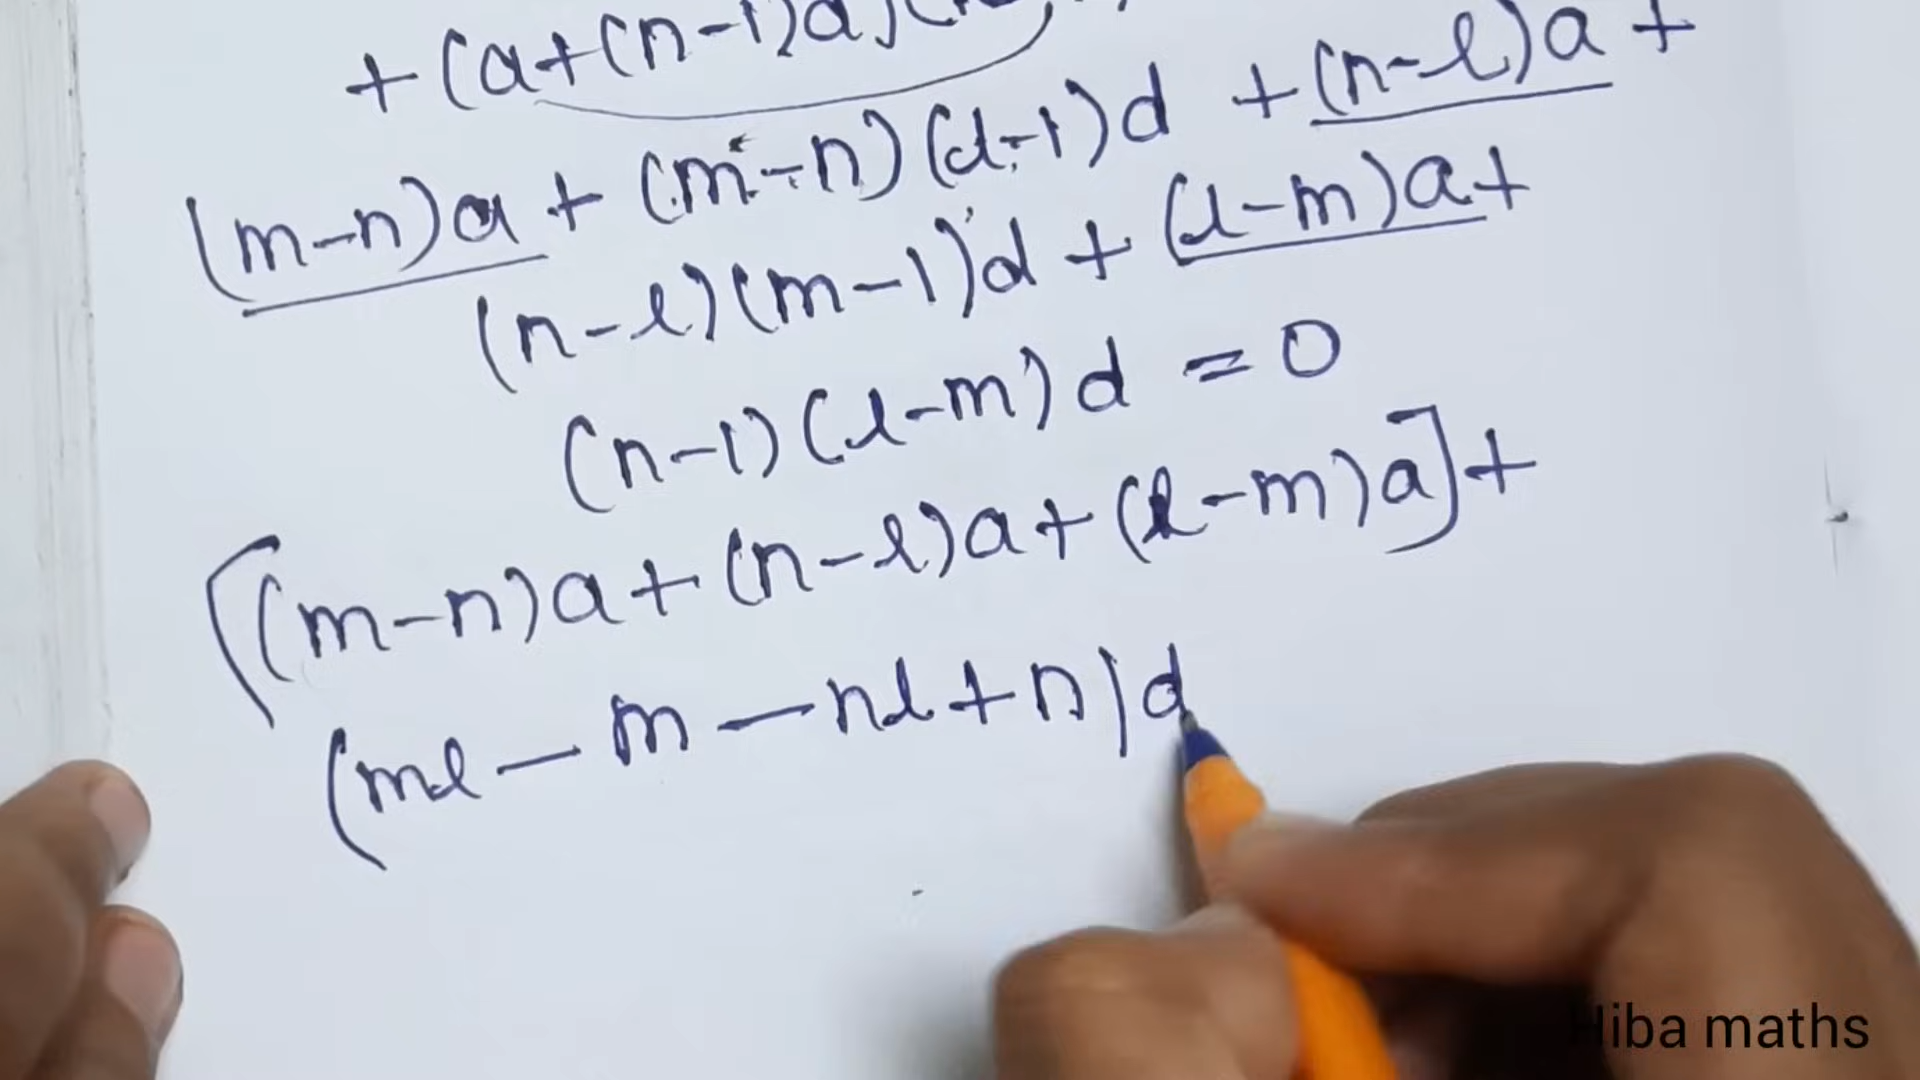 + (a+(n-1)d)(
(m-n)a + (m-n)(l-1)d + (n-l)a +
(n-l)(m-1)d + (l-m)a +
(n-1)(l-m)d = 0
[(m-n)a + (n-l)a + (l-m)a] +
(ml - m - nl + n)d
Hiba maths